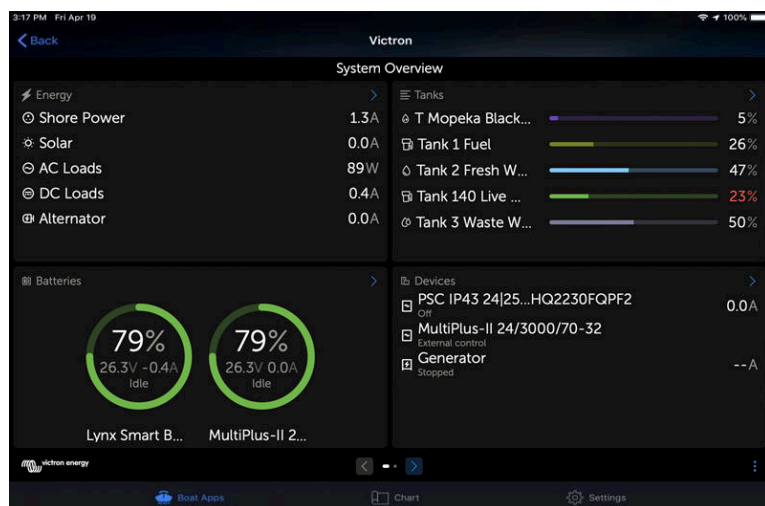 3:17 PM Fri Apr 19
100%
Back
Victron
System Overview
Energy
Shore Power 1.3A
Solar 0.0A
AC Loads 89W
DC Loads 0.4A
Alternator 0.0A
Tanks
T Mopeka Black... 5%
Tank 1 Fuel 26%
Tank 2 Fresh W... 47%
Tank 140 Live ... 23%
Tank 3 Waste W... 50%
Batteries
79%
26.3V -0.4A
Idle
Lynx Smart B...
79%
26.3V 0.0A
Idle
MultiPlus-II 2...
Devices
PSC IP43 24|25...HQ2230FQPF2 0.0A
Off
MultiPlus-II 24/3000/70-32
External control
Generator --A
Stopped
victron energy
Boat Apps
Chart
Settings